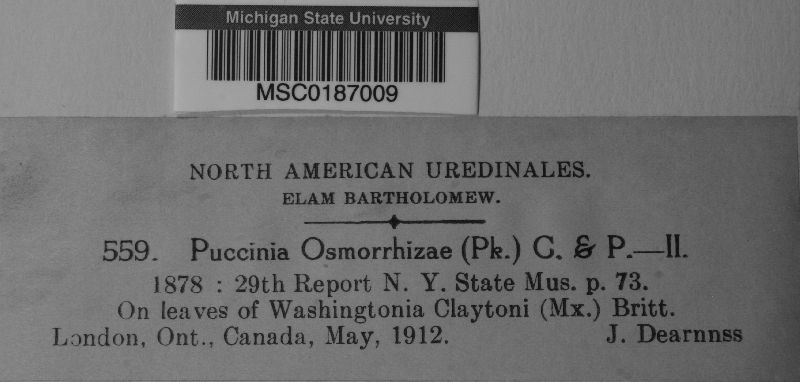 Michigan State University
MSC0187009
NORTH AMERICAN UREDINALES.
ELAM BARTHOLOMEW.
559. Puccinia Osmorrhizae (Pk.) C. & P.—II.
1878 : 29th Report N. Y. State Mus. p. 73.
On leaves of Washingtonia Claytoni (Mx.) Britt.
London, Ont., Canada, May, 1912. J. Dearnnss